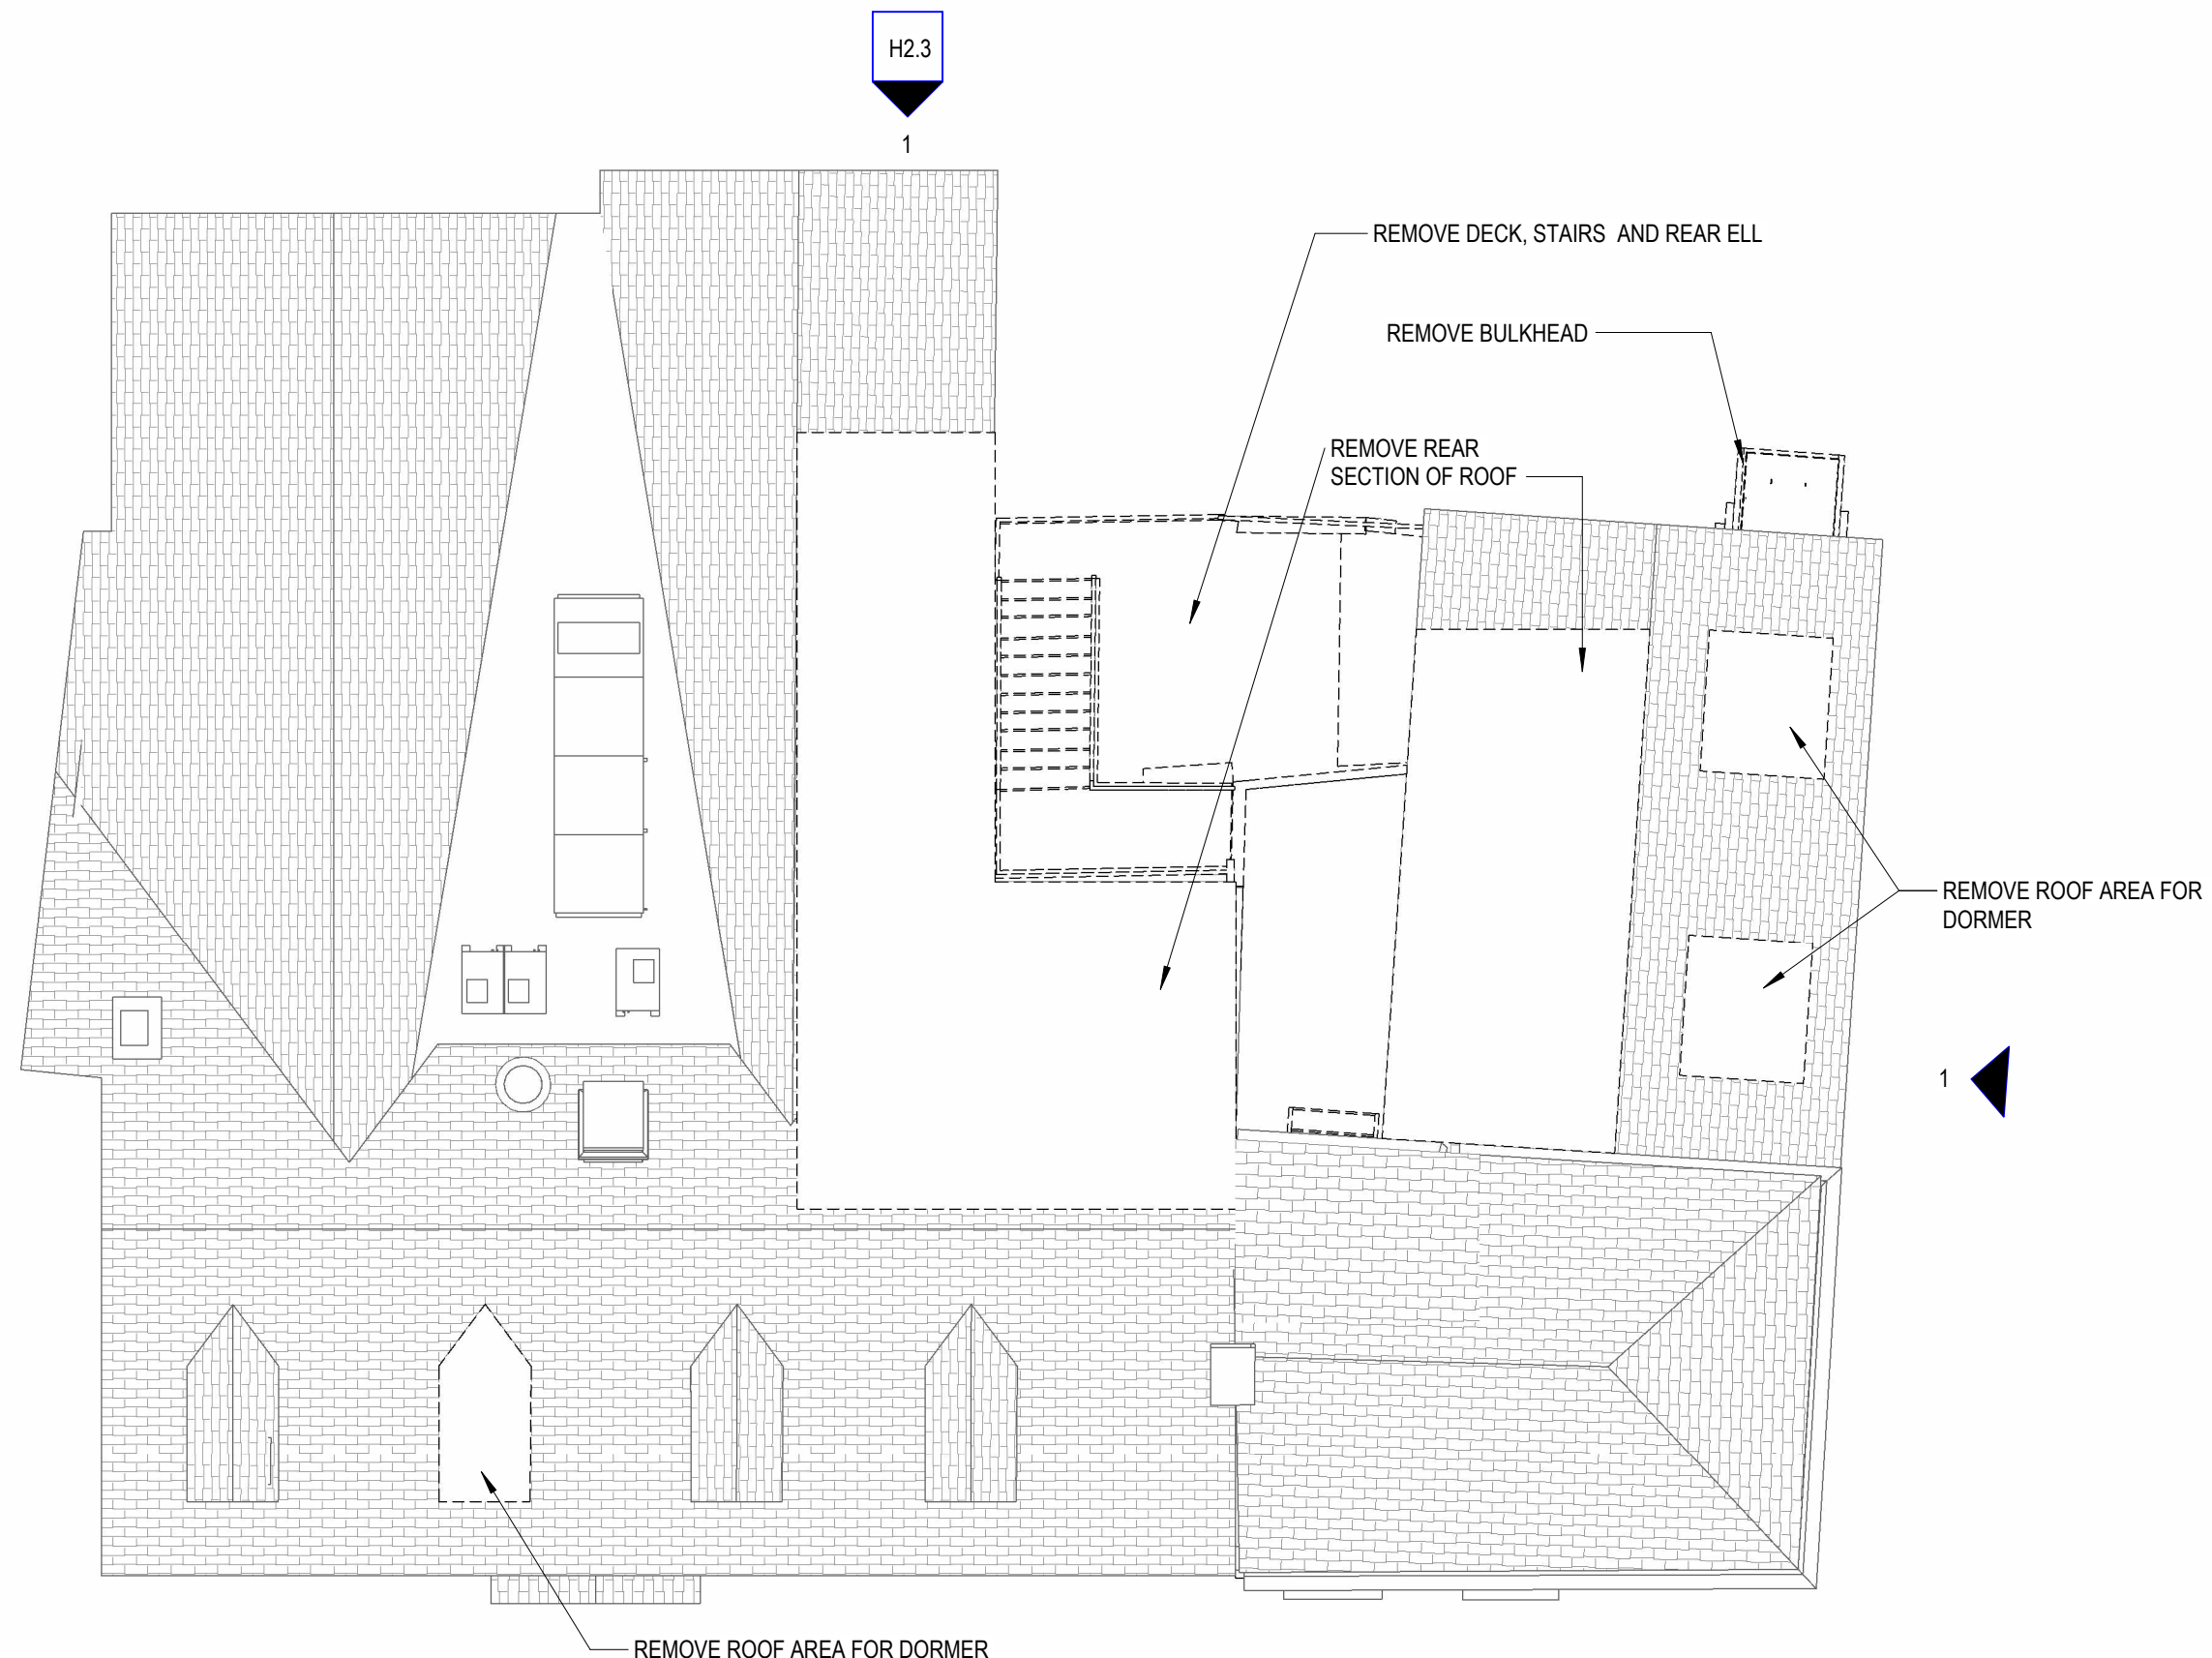 H2.3
1
REMOVE DECK, STAIRS AND REAR ELL
REMOVE BULKHEAD
REMOVE REAR
SECTION OF ROOF
REMOVE ROOF AREA FOR
DORMER
1
REMOVE ROOF AREA FOR DORMER